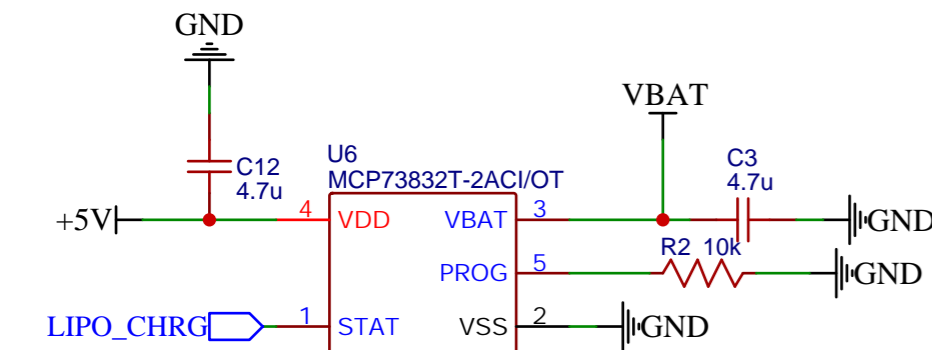 GND
VBAT
U6
MCP73832T-2ACI/OT
C12
4.7u
C3
4.7u
+5V
4
VDD
VBAT
3
GND
R2 10k
PROG
5
GND
LIPO_CHRG
1
STAT
VSS
2
GND